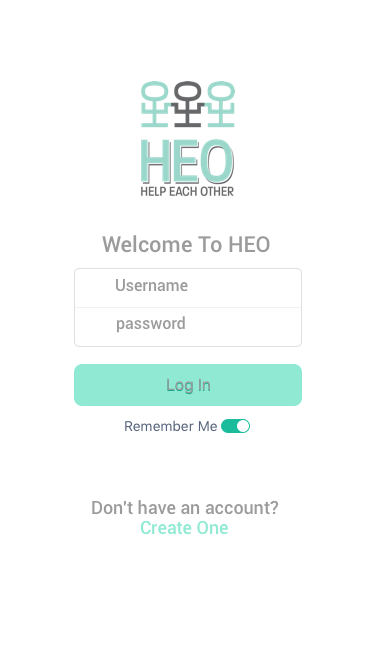 HEO
HELP EACH OTHER
Welcome To HEO
Username
password
Log In
Remember Me
Don't have an account?
Create One